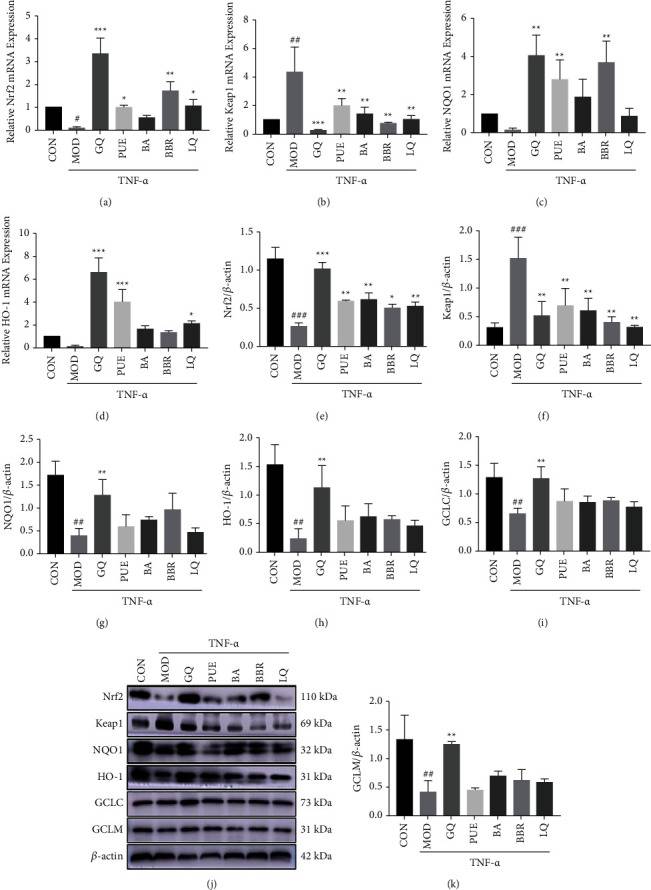 Relative Nrf2 mRNA Expression
5
4
3
2
1
0
#
***
*
**
*
CON
MOD
GQ
PUE
BA
BBR
LQ
TNF-α
(a)
Relative Keap1 mRNA Expression
8
6
4
2
0
##
***
**
**
**
**
CON
MOD
GQ
PUE
BA
BBR
LQ
TNF-α
(b)
Relative NQO1 mRNA Expression
6
4
2
0
**
**
**
CON
MOD
GQ
PUE
BA
BBR
LQ
TNF-α
(c)
Relative HO-1 mRNA Expression
10
8
6
4
2
0
***
***
*
CON
MOD
GQ
PUE
BA
BBR
LQ
TNF-α
(d)
Nrf2/β-actin
1.5
1.0
0.5
0.0
###
***
**
**
*
**
CON
MOD
GQ
PUE
BA
BBR
LQ
TNF-α
(e)
Keap1/β-actin
2.0
1.5
1.0
0.5
0.0
###
**
**
**
**
**
CON
MOD
GQ
PUE
BA
BBR
LQ
TNF-α
(f)
NQO1/β-actin
2.5
2.0
1.5
1.0
0.5
0.0
##
**
CON
MOD
GQ
PUE
BA
BBR
LQ
TNF-α
(g)
HO-1/β-actin
2.0
1.5
1.0
0.5
0.0
##
**
CON
MOD
GQ
PUE
BA
BBR
LQ
TNF-α
(h)
GCLC/β-actin
2.0
1.5
1.0
0.5
0.0
##
**
CON
MOD
GQ
PUE
BA
BBR
LQ
TNF-α
(i)
TNF-α
CON
MOD
GQ
PUE
BA
BBR
LQ
Nrf2 110 kDa
Keap1 69 kDa
NQO1 32 kDa
HO-1 31 kDa
GCLC 73 kDa
GCLM 31 kDa
β-actin 42 kDa
(j)
GCLM/β-actin
2.0
1.5
1.0
0.5
0.0
##
**
CON
MOD
GQ
PUE
BA
BBR
LQ
TNF-α
(k)